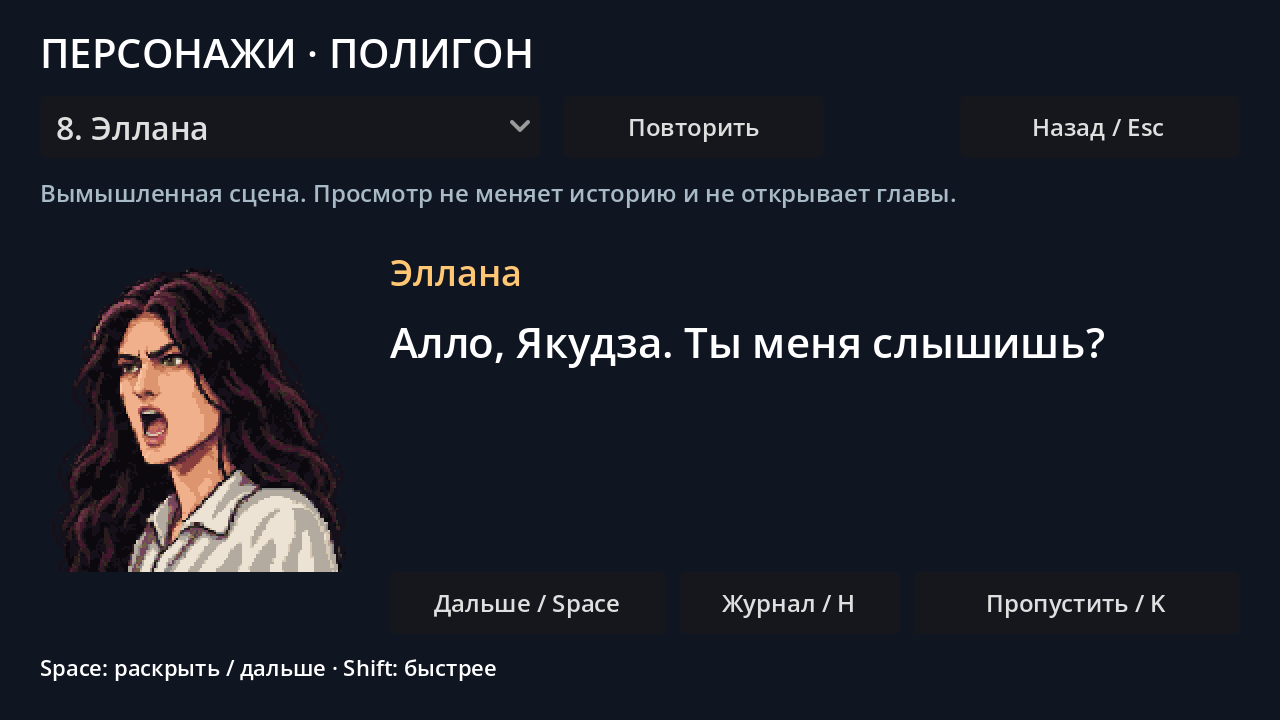 ПЕРСОНАЖИ · ПОЛИГОН
8. Эллана
Повторить
Назад / Esc
Вымышленная сцена. Просмотр не меняет историю и не открывает главы.
Эллана
Алло, Якудза. Ты меня слышишь?
Дальше / Space
Журнал / H
Пропустить / K
Space: раскрыть / дальше · Shift: быстрее